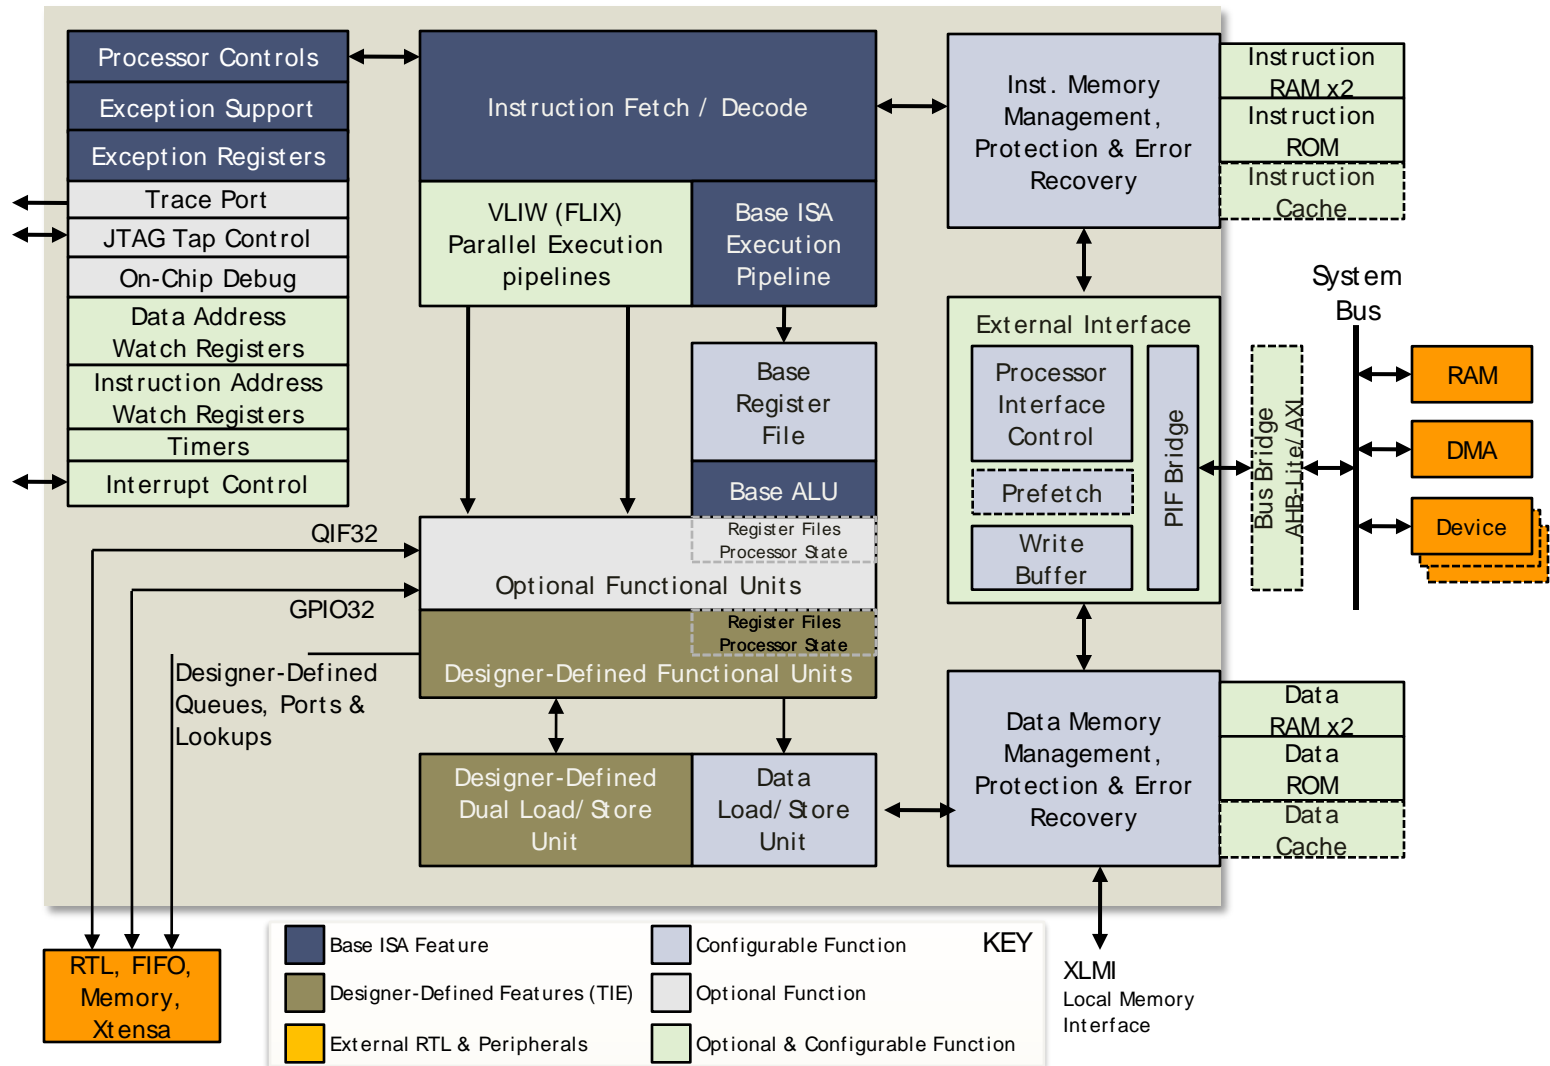 Processor Controls
Exception Support
Exception Registers
Trace Port
JTAG Tap Control
On-Chip Debug
Data Address
Watch Registers
Instruction Address
Watch Registers
Timers
Interrupt Control
Instruction Fetch / Decode
VLIW (FLIX)
Parallel Execution
pipelines
Base ISA
Execution
Pipeline
Base
Register
File
Base ALU
Register Files
Processor State
Optional Functional Units
Register Files
Processor State
Designer-Defined Functional Units
Designer-Defined
Dual Load/Store
Unit
Data
Load/Store
Unit
QIF32
GPIO32
Designer-Defined
Queues, Ports &
Lookups
RTL, FIFO,
Memory,
Xtensa
Inst. Memory
Management,
Protection & Error
Recovery
Instruction
RAM x2
Instruction
ROM
Instruction
Cache
External Interface
Processor
Interface
Control
Prefetch
Write
Buffer
PIF Bridge
Bus Bridge
AHB-Lite/AXI
System
Bus
RAM
DMA
Device
Data Memory
Management,
Protection & Error
Recovery
Data
RAM x2
Data
ROM
Data
Cache
XLMI
Local Memory
Interface
KEY
Base ISA Feature
Designer-Defined Features (TIE)
External RTL & Peripherals
Configurable Function
Optional Function
Optional & Configurable Function